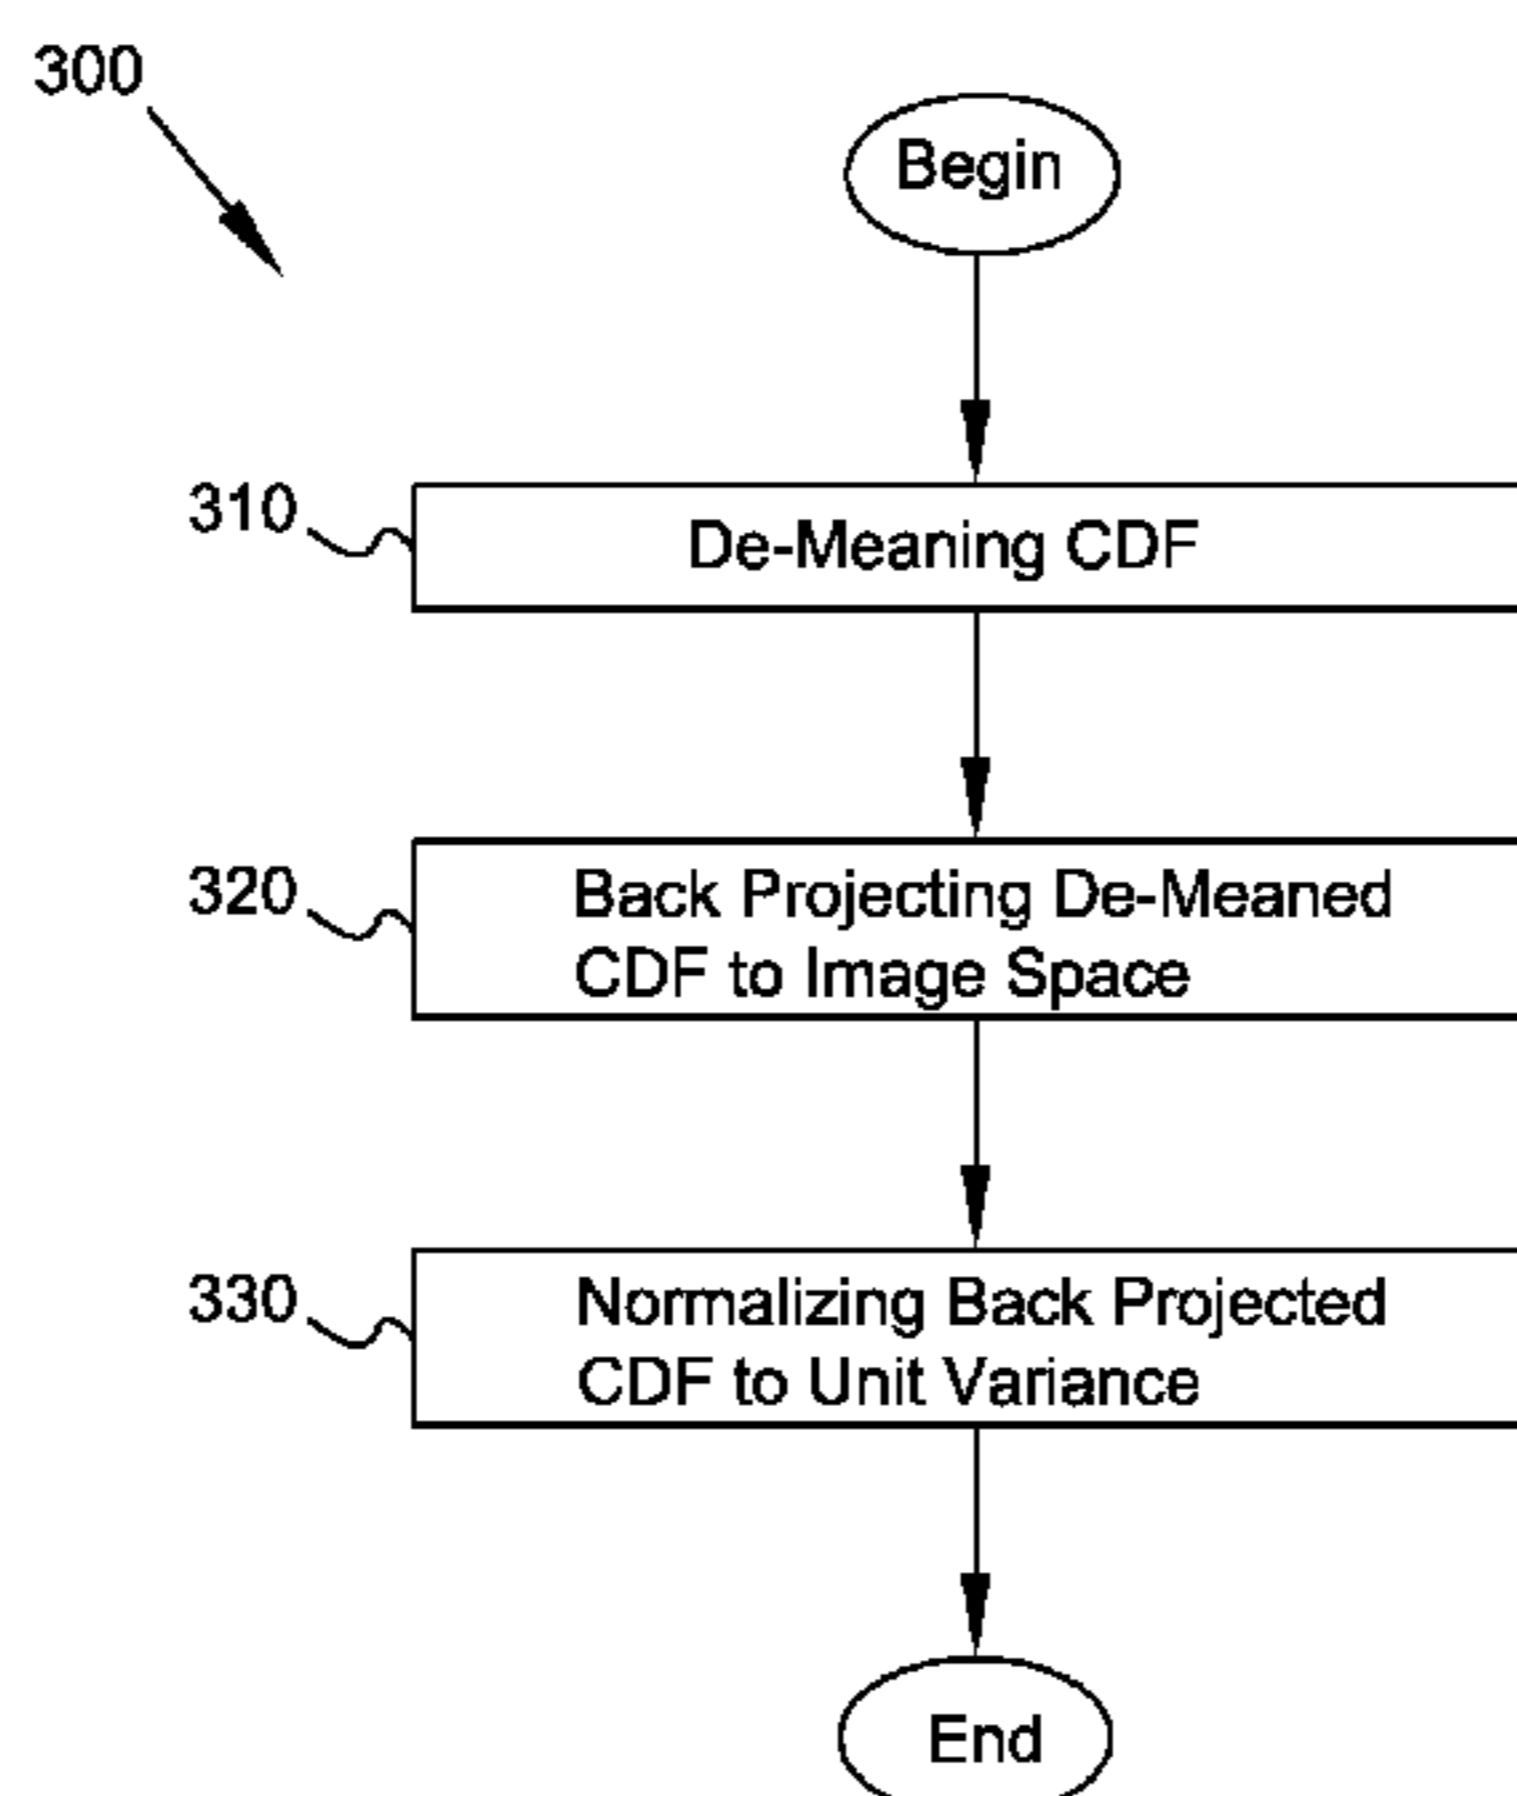 300
Begin
310
De-Meaning CDF
320
Back Projecting De-Meaned
CDF to Image Space
330
Normalizing Back Projected
CDF to Unit Variance
End